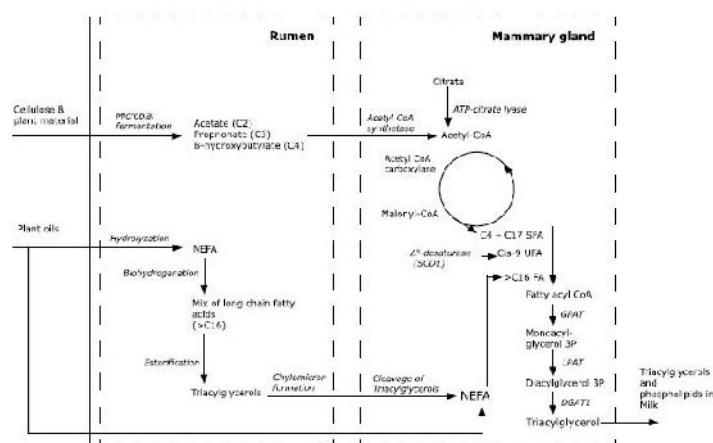 Rumen
Mammary gland
Citrate
ATP-citrate lyase
Cellulose &
plant material
Microbial
fermentation
Acetate (C2)
Propnonate (C3)
B-hydroxybutyrate (C4)
Acetyl CoA
synthetase
Acetyl-CoA
Acetyl CoA
carboxylase
Malonyl-CoA
C4 - C17 SFA
Cis-9 UFA
>C16 FA
Plant oils
Hydrolyzation
NEFA
Biohydrogenation
Mix of long chain fatty
acids
(>C16)
Esterification
Triacylglycerols
Chylomicron
formation
Cleavage of
Triacylglycerols
NEFA
desaturase
(SCD1)
Fatty acyl CoA
GPAT
Monoacyl-
glycerol 3P
LPAT
Diacylglycerol 3P
DGAT1
Triacylglycerol
Triacylglycerols
and
phospholipids in
Milk